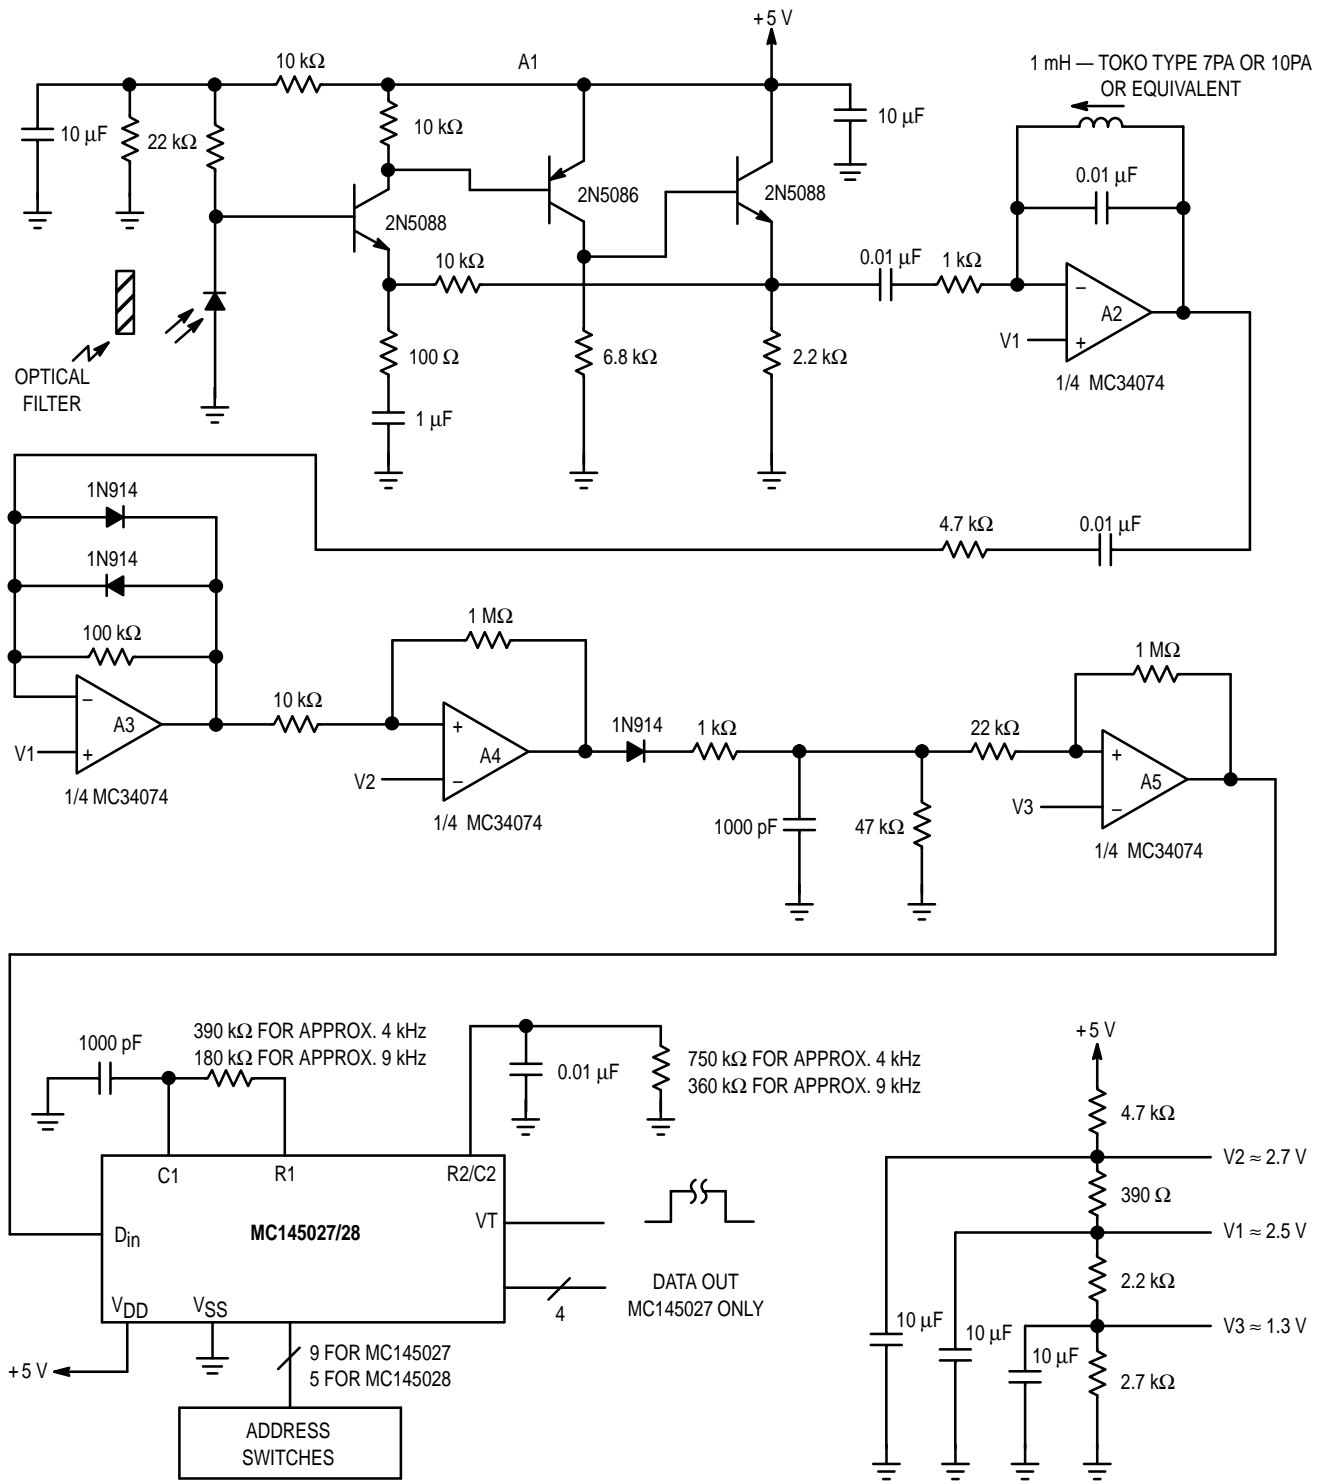 +5 V
10 kΩ
A1
1 mH — TOKO TYPE 7PA OR 10PA
OR EQUIVALENT
10 μF
22 kΩ
10 kΩ
10 μF
0.01 μF
2N5088
2N5086
2N5088
10 kΩ
0.01 μF
1 kΩ
–
A2
V1
+
1/4 MC34074
OPTICAL
FILTER
100 Ω
6.8 kΩ
2.2 kΩ
1 μF
1N914
4.7 kΩ
0.01 μF
1N914
100 kΩ
1 MΩ
1 MΩ
–
A3
V1
+
1/4 MC34074
10 kΩ
+
A4
V2
–
1/4 MC34074
1N914
1 kΩ
22 kΩ
1000 pF
47 kΩ
+
A5
V3
–
1/4 MC34074
1000 pF
390 kΩ FOR APPROX. 4 kHz
180 kΩ FOR APPROX. 9 kHz
0.01 μF
750 kΩ FOR APPROX. 4 kHz
360 kΩ FOR APPROX. 9 kHz
C1
R1
R2/C2
Din
MC145027/28
VT
VDD
VSS
4
DATA OUT
MC145027 ONLY
+5 V
9 FOR MC145027
5 FOR MC145028
ADDRESS
SWITCHES
+5 V
4.7 kΩ
V2 ≈ 2.7 V
390 Ω
V1 ≈ 2.5 V
2.2 kΩ
V3 ≈ 1.3 V
10 μF
10 μF
10 μF
2.7 kΩ